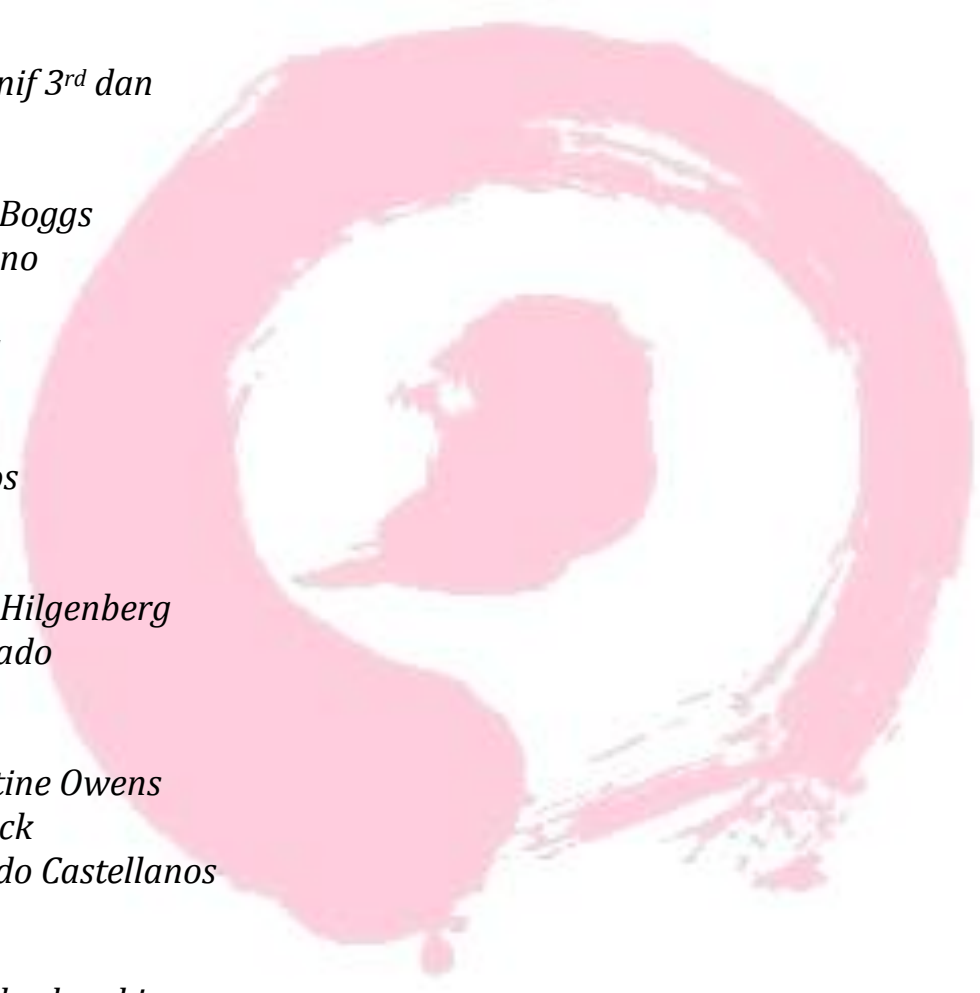 nif 3rd dan
Boggs
no
os
Hilgenberg
ado
tine Owens
ck
do Castellanos